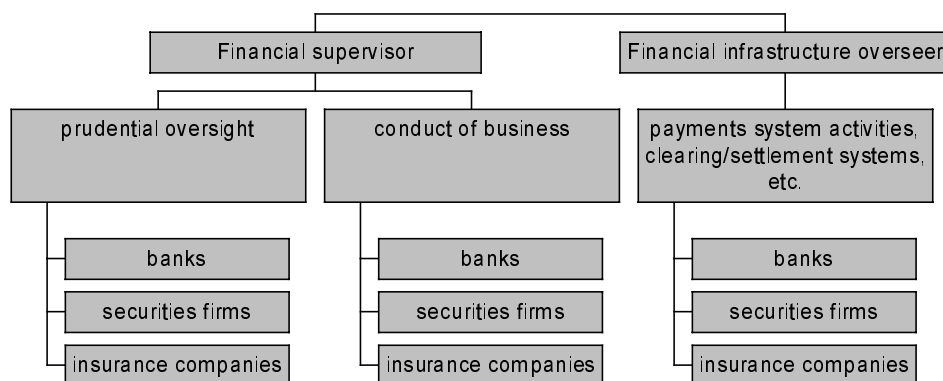 Financial supervisor
Financial infrastructure overseer
prudential oversight
conduct of business
payments system activities,
clearing/settlement systems,
etc.
banks
securities firms
insurance companies
banks
securities firms
insurance companies
banks
securities firms
insurance companies